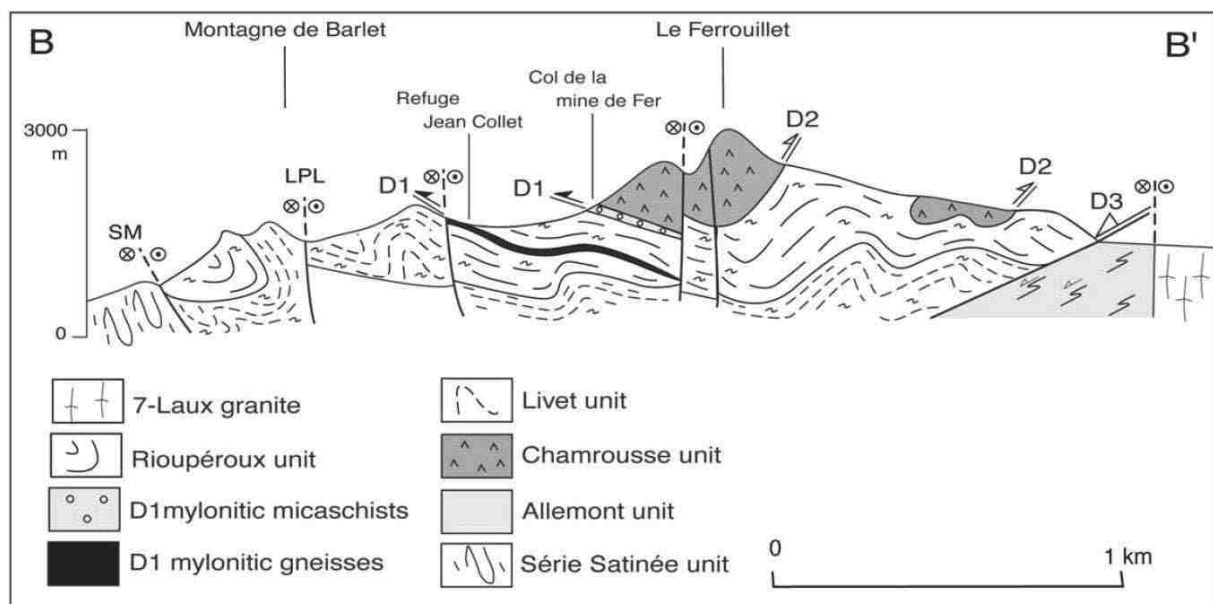 B
Montagne de Barlet
Le Ferrouillet
B'
Col de la
mine de Fer
Refuge
Jean Collet
3000
m
D2
LPL
D1
D1
D2
D3
SM
0
7-Laux granite
Livet unit
Rioupéroux unit
Chamrousse unit
D1mylonitic micaschists
Allemont unit
D1 mylonitic gneisses
Série Satinée unit
0
1 km